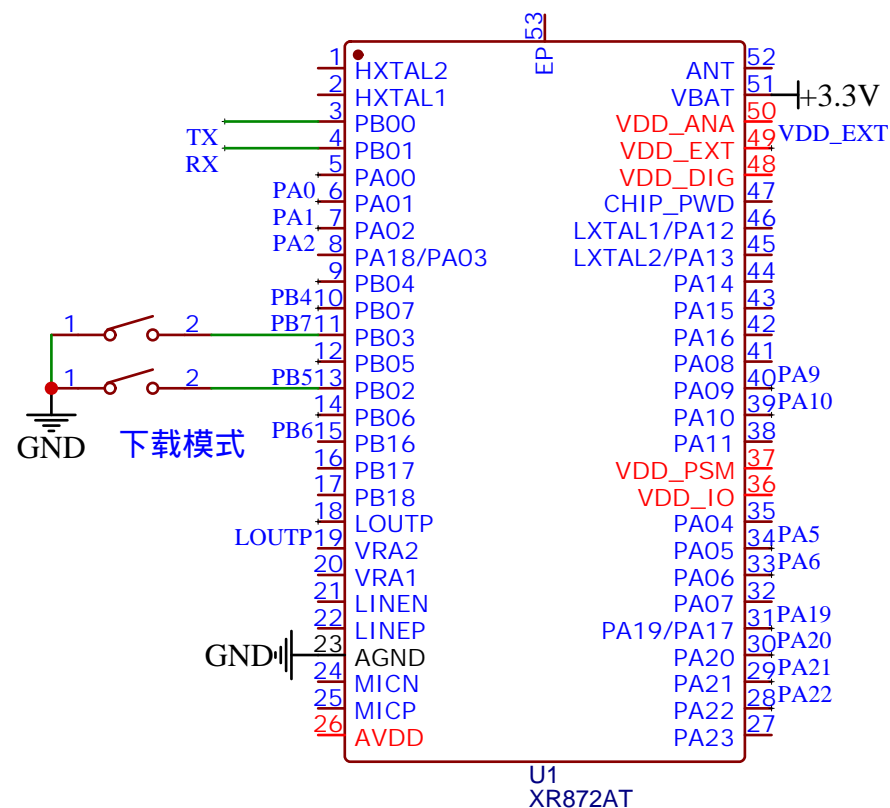 53
EP
1 HXTAL2
2 HXTAL1
3 PB00
TX 4 PB01
RX 5 PA00
PA0 6 PA01
PA1 7 PA02
PA2 8 PA18/PA03
9 PB04
PB4 10 PB07
1 2 PB7 11 PB03
12 PB05
1 2 PB5 13 PB02
14 PB06
GND 下载模式 PB6 15 PB16
16 PB17
17 PB18
18 LOUTP
LOUTP 19 VRA2
20 VRA1
21 LINEN
22 LINEP
GND 23 AGND
24 MICN
25 MICP
26 AVDD
ANT 52
VBAT 51 +3.3V
VDD_ANA 50
VDD_EXT 49 VDD_EXT
VDD_DIG 48
CHIP_PWD 47
LXTAL1/PA12 46
LXTAL2/PA13 45
PA14 44
PA15 43
PA16 42
PA08 41
PA09 40 PA9
PA10 39 PA10
PA11 38
VDD_PSM 37
VDD_IO 36
PA04 35
PA05 34 PA5
PA06 33 PA6
PA07 32
PA19/PA17 31 PA19
PA20 30 PA20
PA21 29 PA21
PA22 28 PA22
PA23 27
U1
XR872AT